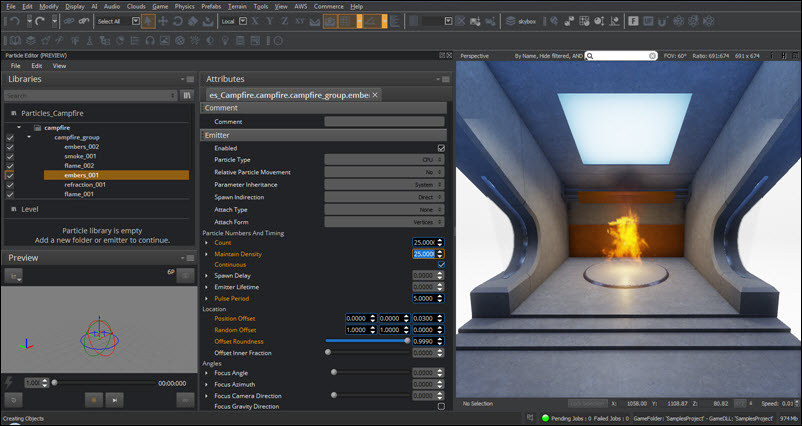 File Edit Modify Display AI Audio Clouds Game Physics Prefabs Terrain Tools View AWS Commerce Help
Select All
Local
X Y Z XY
skybox
Particle Editor (PREVIEW)
File Edit View
Libraries
Search
Particles_Campfire
campfire
campfire_group
embers_002
smoke_001
flame_002
embers_001
refraction_001
flame_001
Level
Particle library is empty
Add a new folder or emitter to continue.
Preview
6P
00:00:000
Creating Objects
Attributes
es_Campfire.campfire.campfire_group.embe
Comment
Comment
Emitter
Enabled
Particle Type CPU
Relative Particle Movement No
Parameter Inheritance System
Spawn Indirection Direct
Attach Type None
Attach Form Vertices
Particle Numbers And Timing
Count 25.000
Maintain Density 25.000
Continuous
Spawn Delay 0.0000
Emitter Lifetime 0.0000
Pulse Period 5.0000
Location
Position Offset 0.0000 0.0000 0.0300
Random Offset 1.0000 1.0000 0.0000
Offset Roundness 0.9990
Offset Inner Fraction 0.0000
Angles
Focus Angle 0.0000
Focus Azimuth 0.0000
Focus Camera Direction 0.0000
Focus Gravity Direction
Perspective By Name, Hide filtered, AND FOV: 60° Ratio: 691:674 691 x 674
No Selection X: 1058.00 Y: 1109.87 Z: 80.82 Speed: 0.01
Pending Jobs : 0 Failed Jobs : 0 GameFolder: 'SamplesProject' - GameDLL: 'SamplesProject' 974 Mb